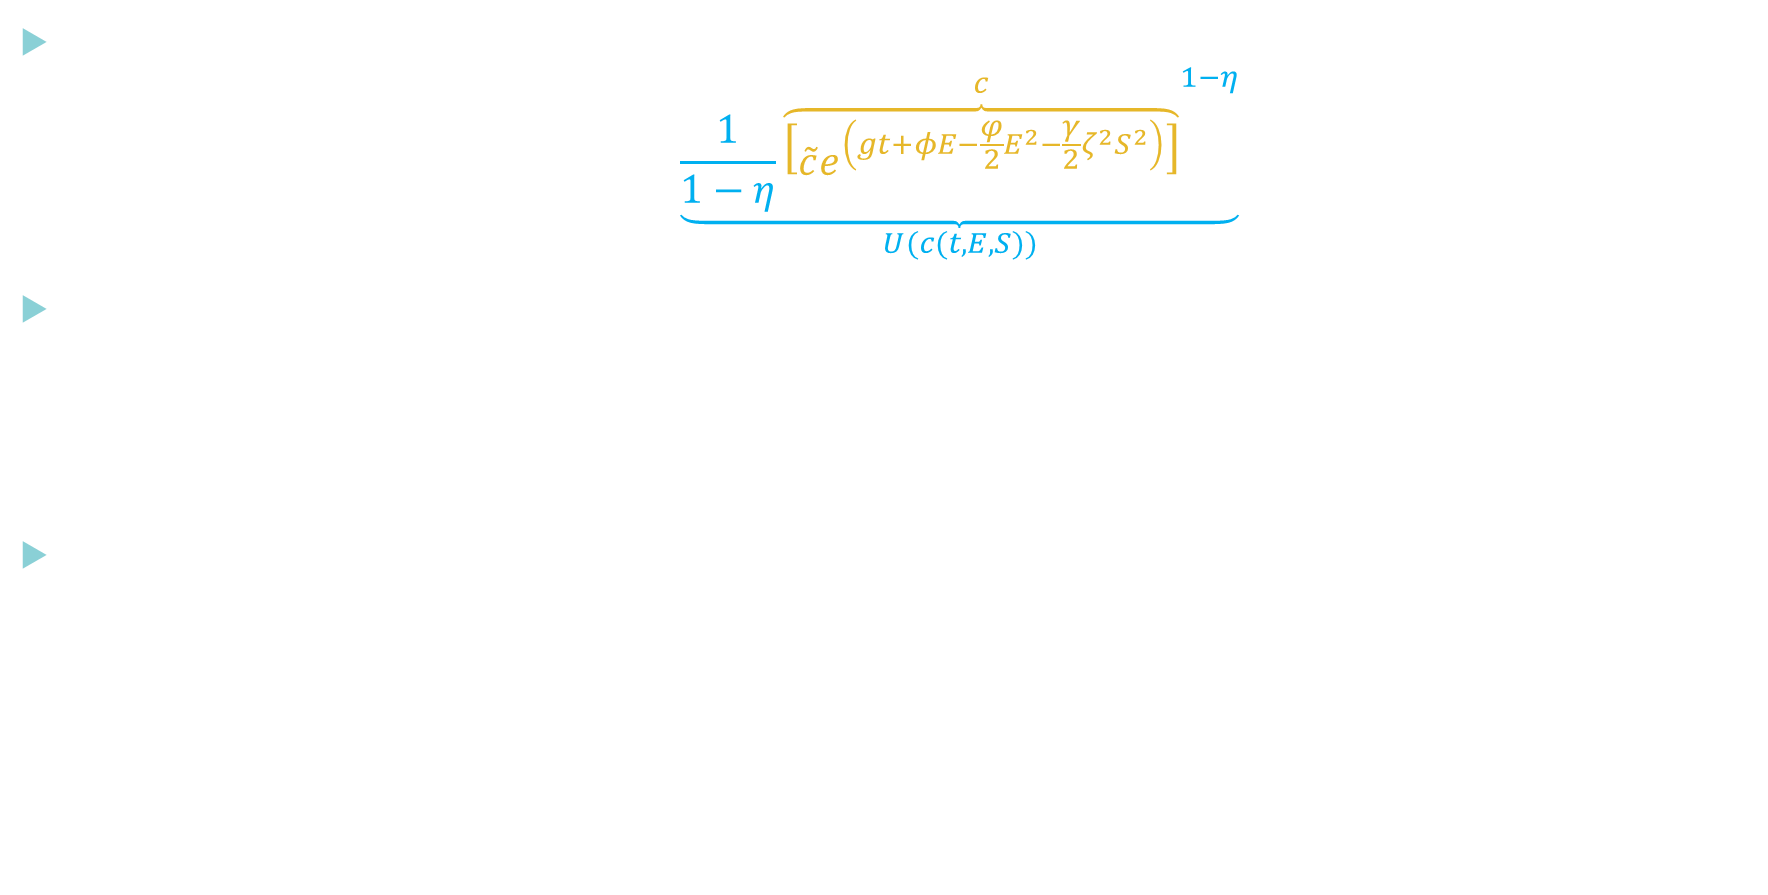 c
1/(1 − η) [c̃e^(gt+ϕE−φ/2 E²−γ/2 ζ²S²)]^(1−η)
U(c(t,E,S))